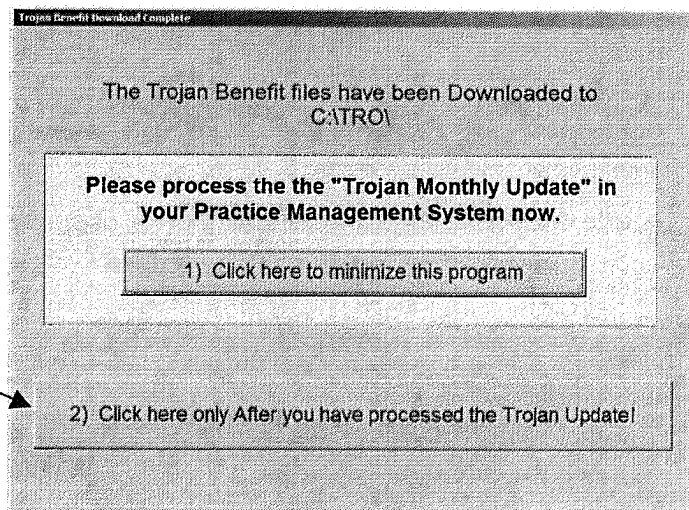 Trojan Benefit Download Complete
The Trojan Benefit files have been Downloaded to
C:\TRO\
Please process the the "Trojan Monthly Update" in
your Practice Management System now.
1) Click here to minimize this program
2) Click here only After you have processed the Trojan Update!